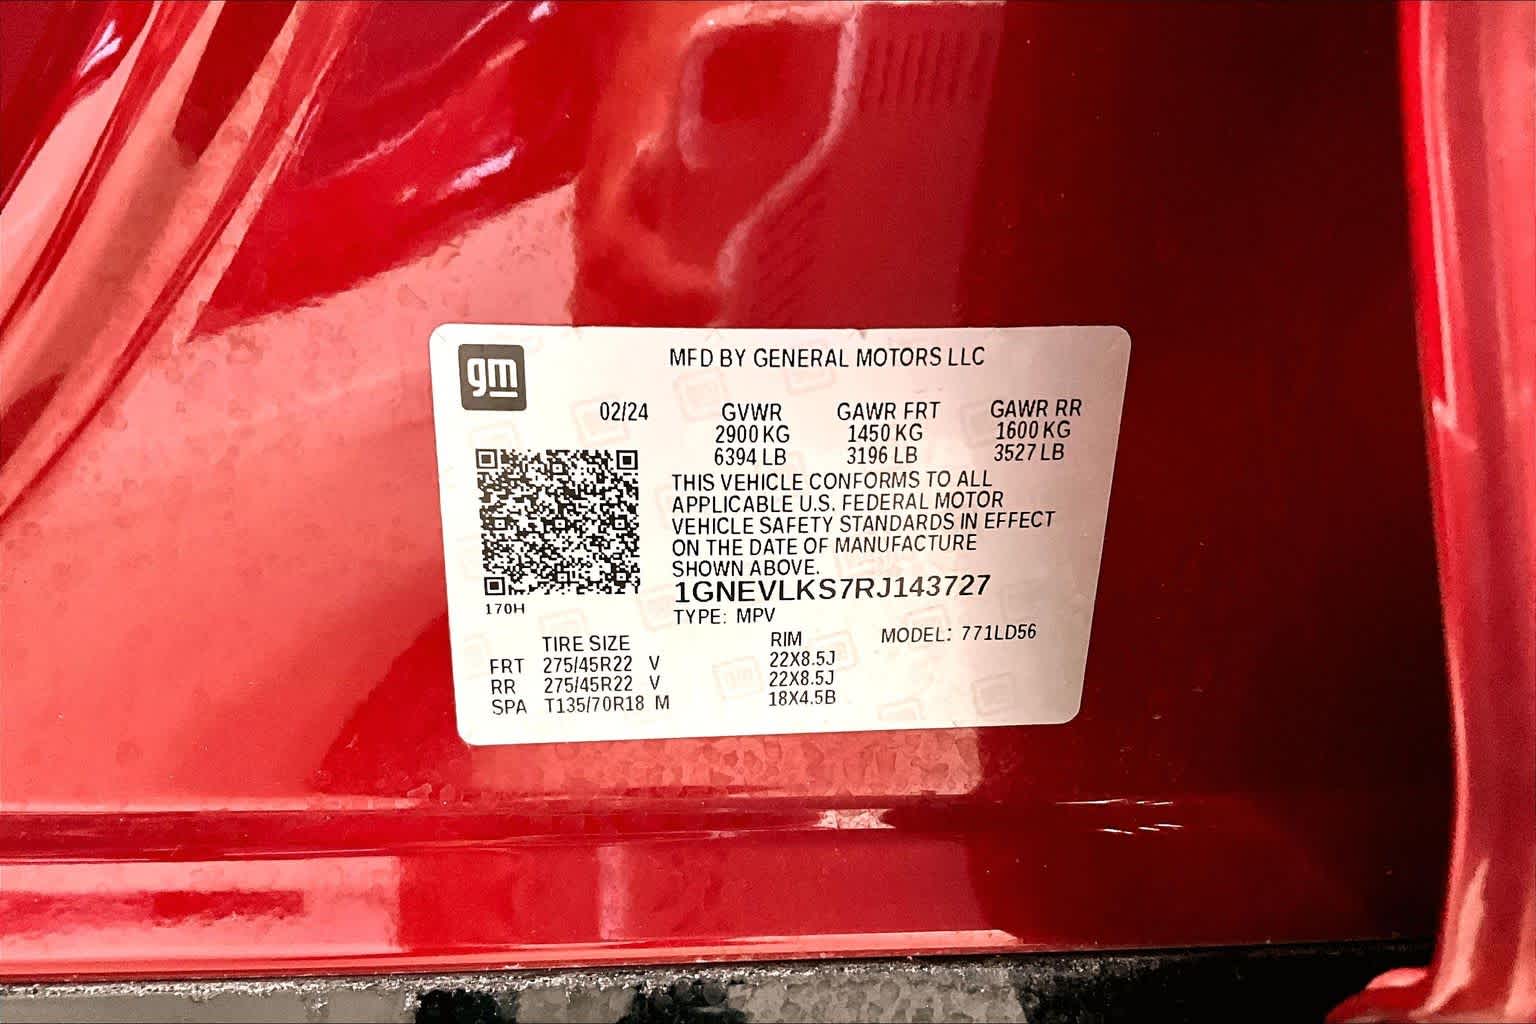 gm
MFD BY GENERAL MOTORS LLC
02/24 GVWR GAWR FRT GAWR RR
2900 KG 1450 KG 1600 KG
6394 LB 3196 LB 3527 LB
THIS VEHICLE CONFORMS TO ALL
APPLICABLE U.S. FEDERAL MOTOR
VEHICLE SAFETY STANDARDS IN EFFECT
ON THE DATE OF MANUFACTURE
SHOWN ABOVE.
1GNEVLKS7RJ143727
170H
TYPE: MPV
TIRE SIZE RIM MODEL: 771LD56
FRT 275/45R22 V 22X8.5J
RR 275/45R22 V 22X8.5J
SPA T135/70R18 M 18X4.5B